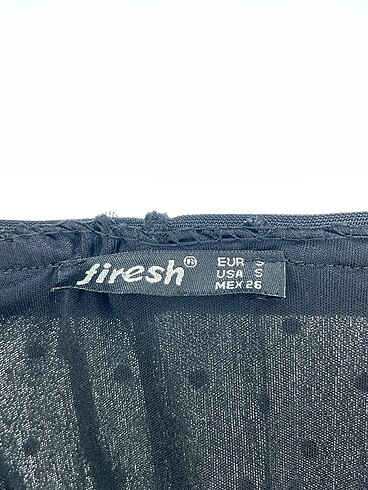 firesh®
EUR S
USA S
MEX 26